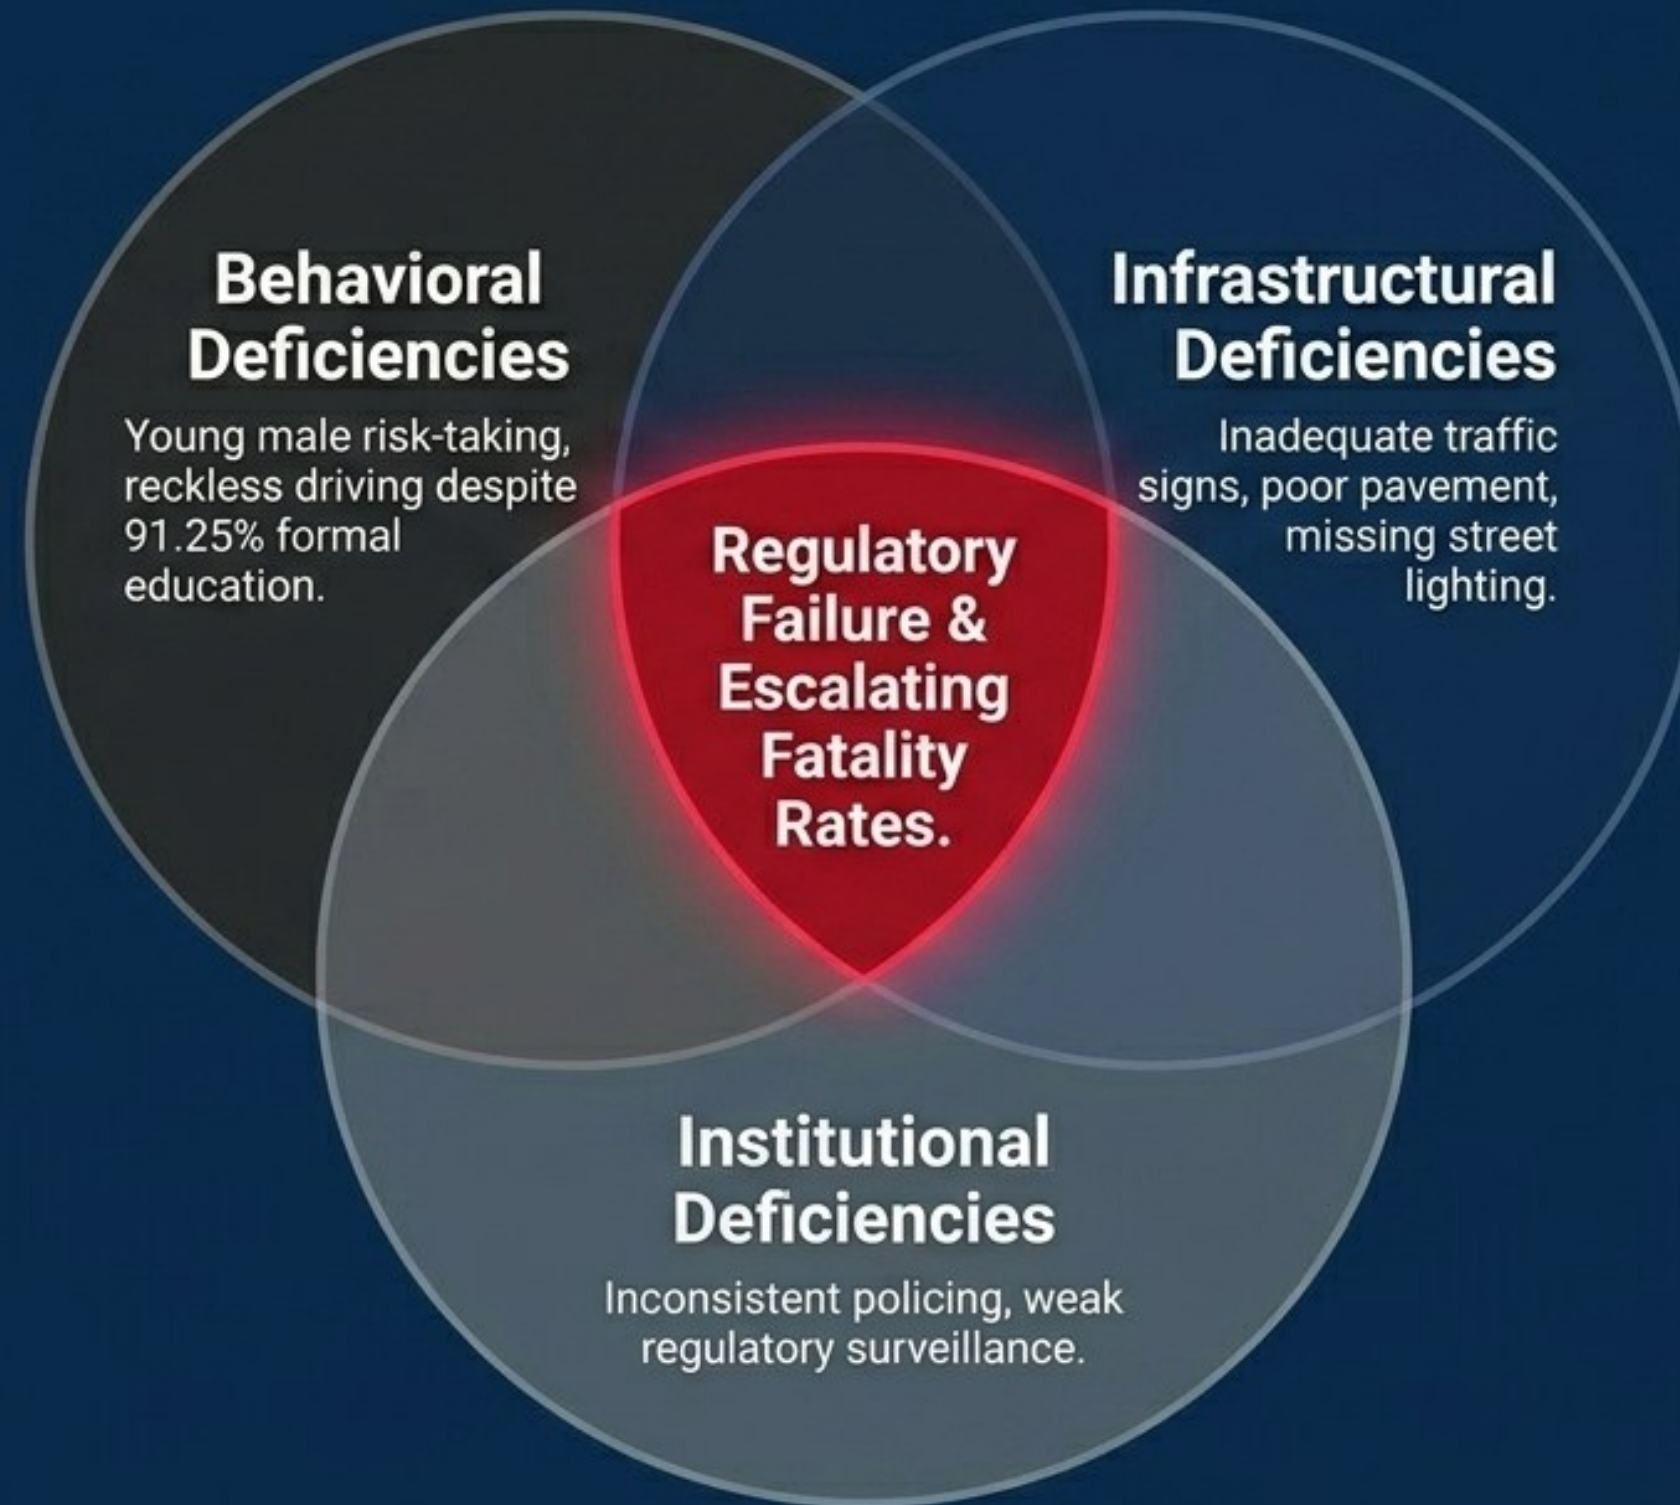 Behavioral
Deficiencies
Young male risk-taking,
reckless driving despite
91.25% formal
education.
Infrastructural
Deficiencies
Inadequate traffic
signs, poor pavement,
missing street
lighting.
Regulatory
Failure &
Escalating
Fatality
Rates.
Institutional
Deficiencies
Inconsistent policing, weak
regulatory surveillance.